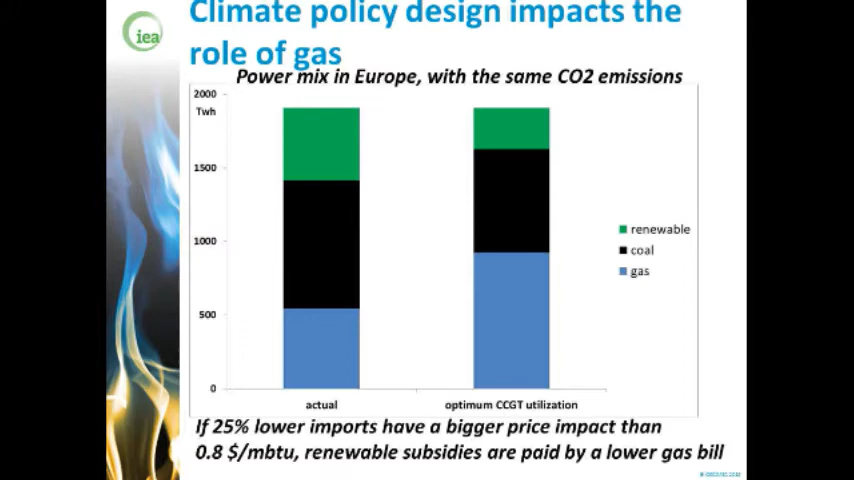 iea
Climate policy design impacts the
role of gas
Power mix in Europe, with the same CO2 emissions
2000
Twh
1500
1000
500
0
renewable
coal
gas
actual
optimum CCGT utilization
If 25% lower imports have a bigger price impact than
0.8 $/mbtu, renewable subsidies are paid by a lower gas bill